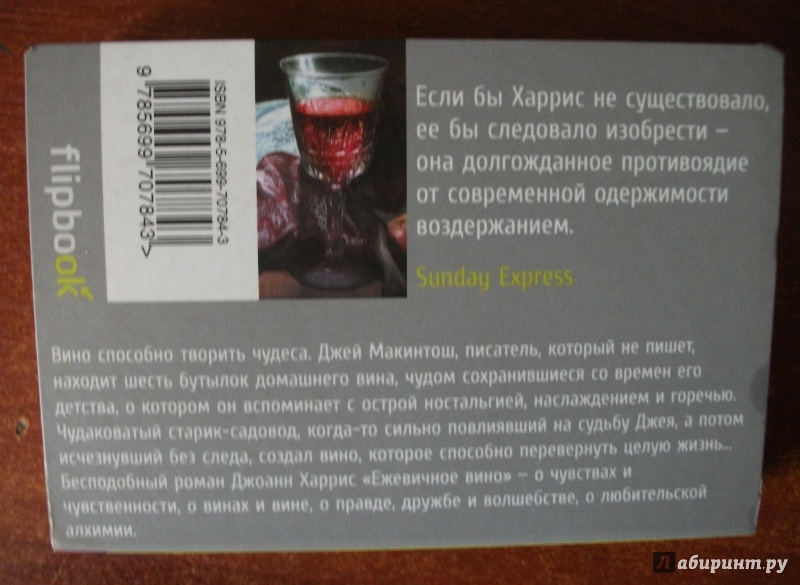 flipbook
9785699707843>
ISBN 978-5-699-70784-3
Если бы Харрис не существовало,
ее бы следовало изобрести –
она долгожданное противоядие
от современной одержимости
воздержанием.
Sunday Express
Вино способно творить чудеса. Джей Макинтош, писатель, который не пишет,
находит шесть бутылок домашнего вина, чудом сохранившиеся со времен его
детства, о котором он вспоминает с острой ностальгией, наслаждением и горечью.
Чудаковатый старик-садовод, когда-то сильно повлиявший на судьбу Джея, а потом
исчезнувший без следа, создал вино, которое способно перевернуть целую жизнь...
Бесподобный роман Джоанн Харрис «Ежевичное вино» – о чувствах и
чувственности, о винах и вине, о правде, дружбе и волшебстве, о любительской
алхимии.
Лабиринт.ру